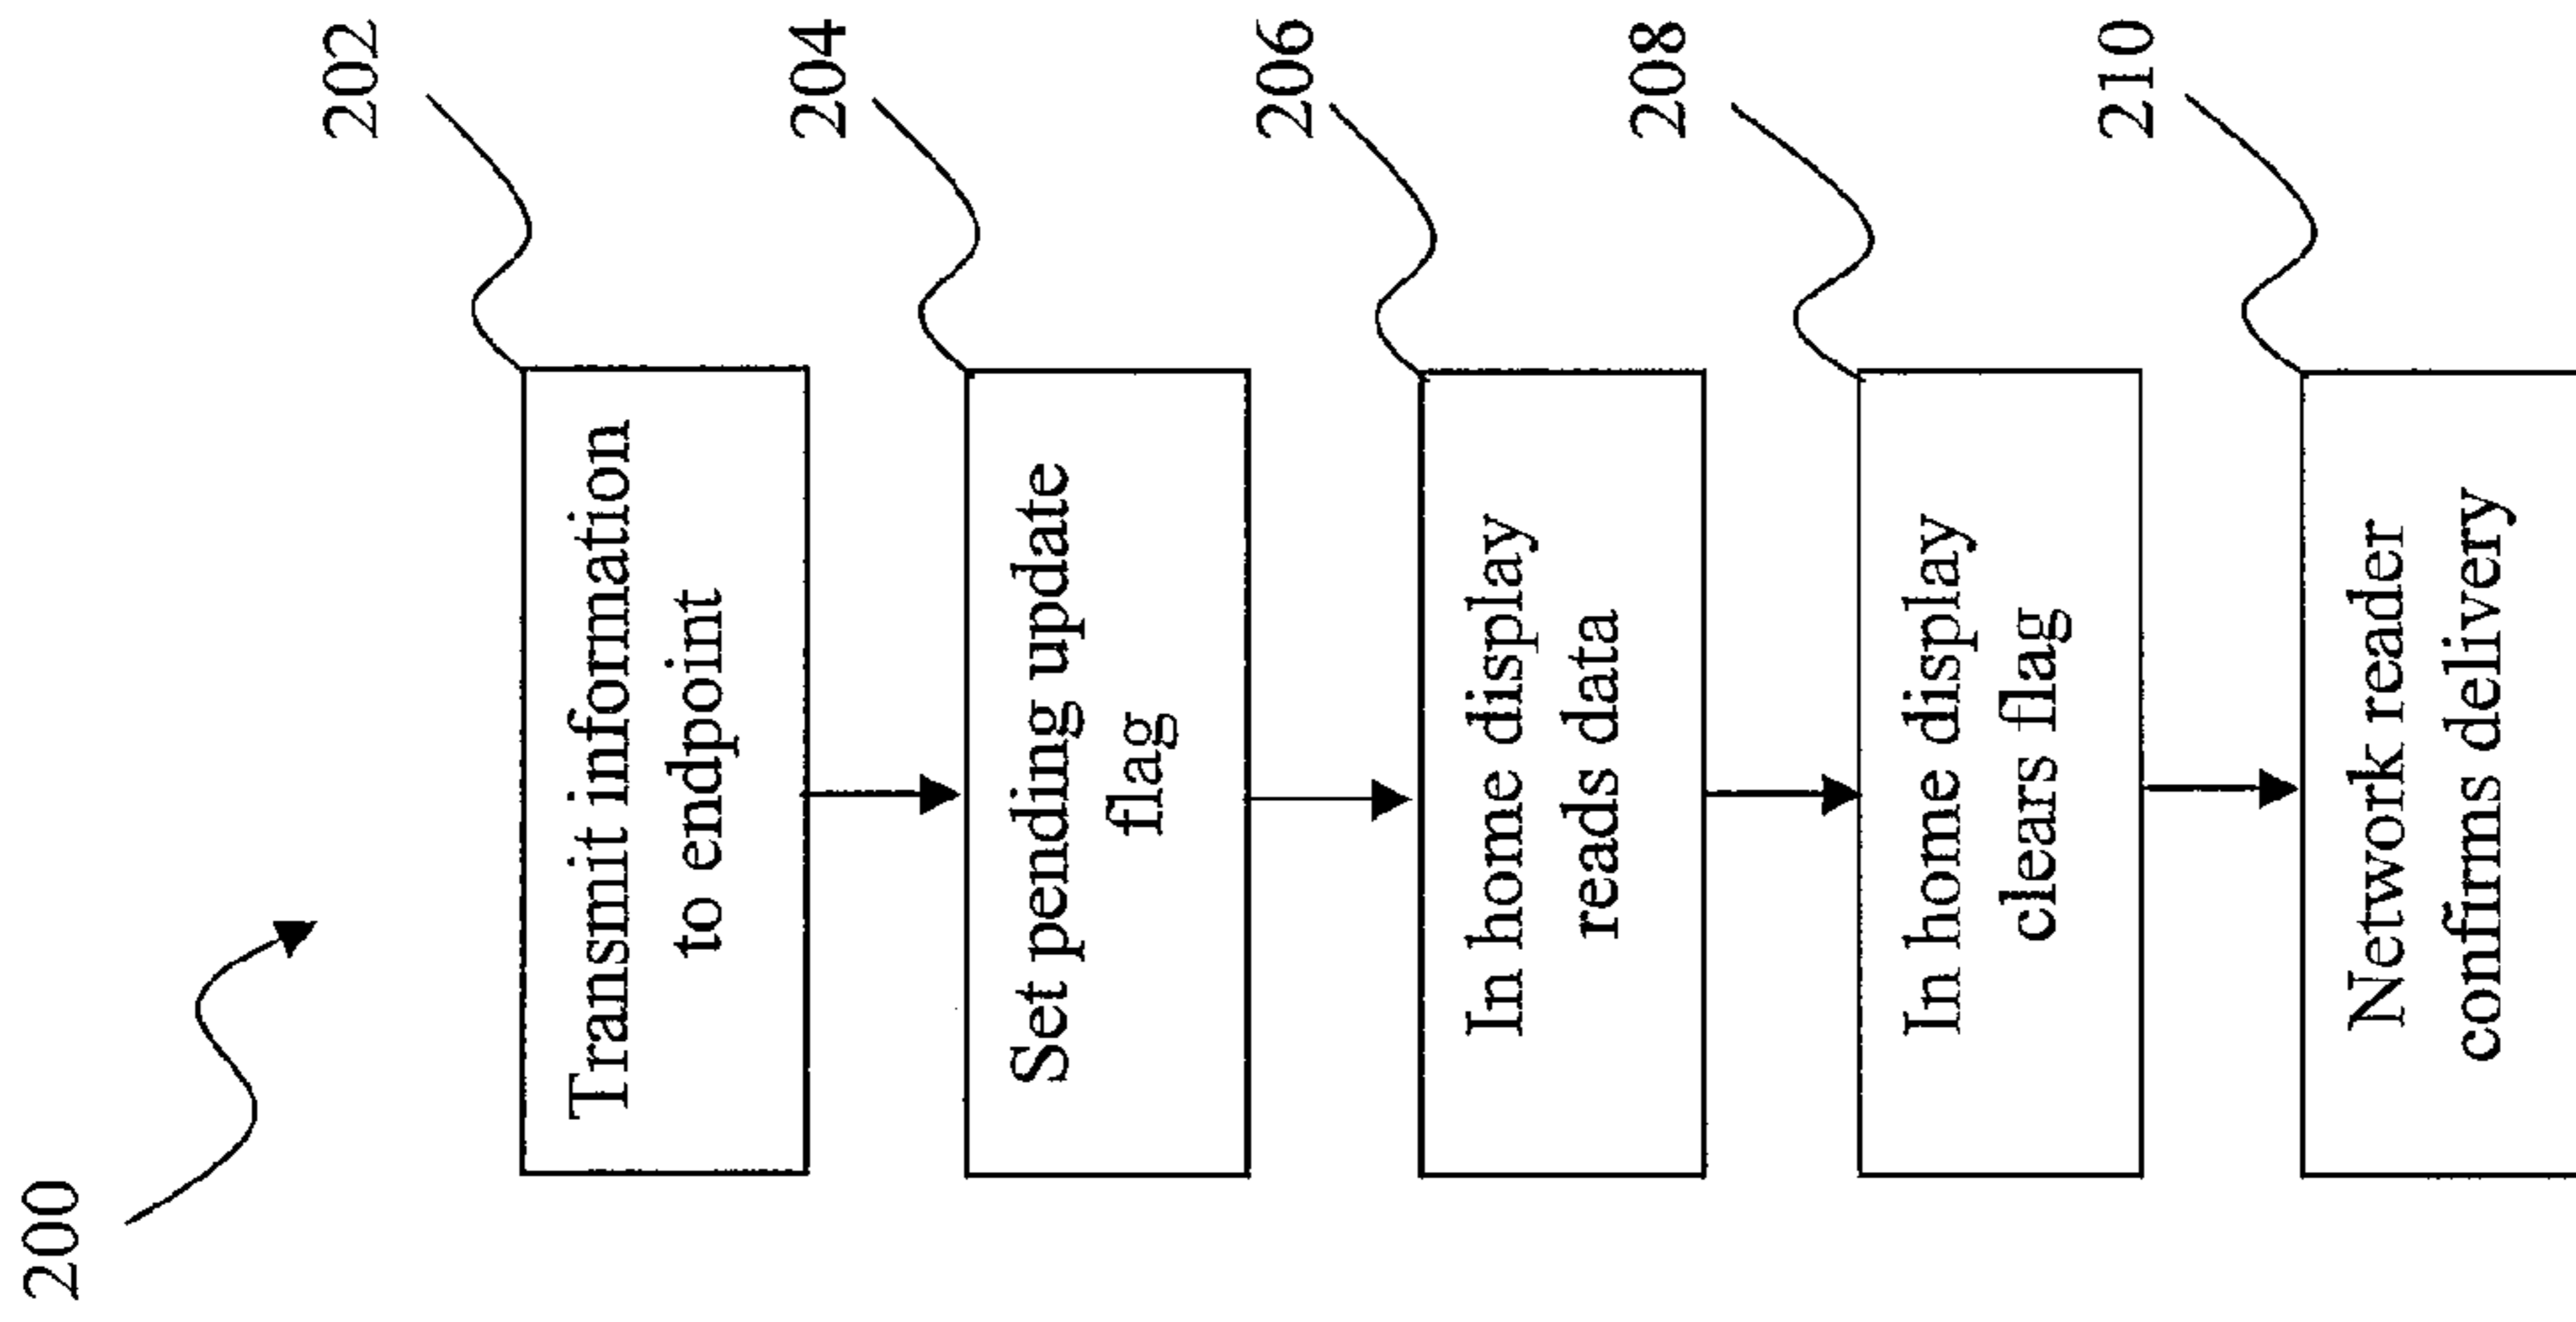 200
202
Transmit information
to endpoint
204
Set pending update
flag
206
In home display
reads data
208
In home display
clears flag
210
Network reader
confirms delivery